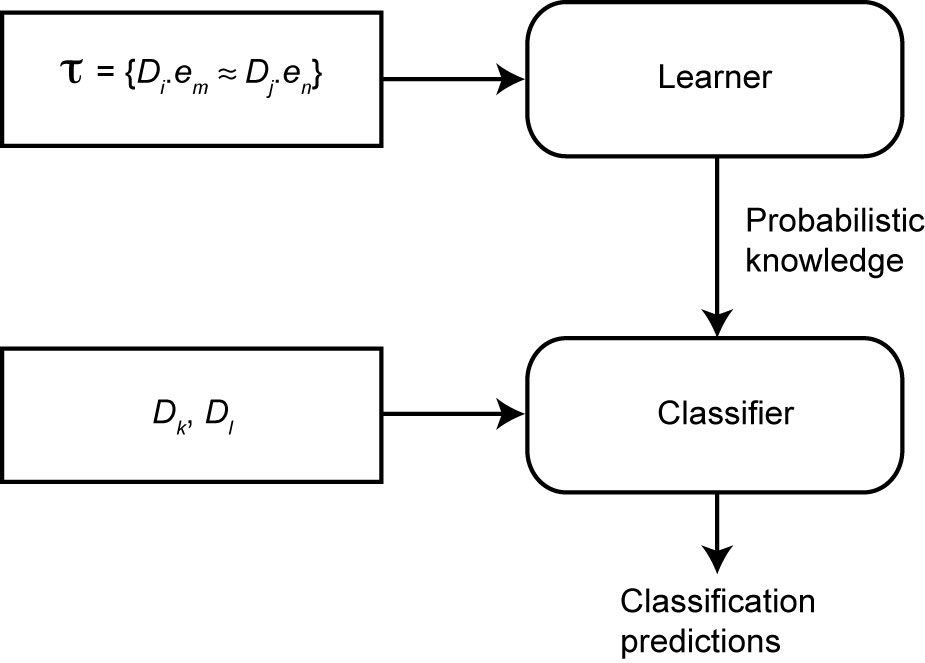 τ = {Dᵢ.eₘ ≈ Dⱼ.eₙ}
Learner
Probabilistic
knowledge
Dₖ, Dₗ
Classifier
Classification
predictions